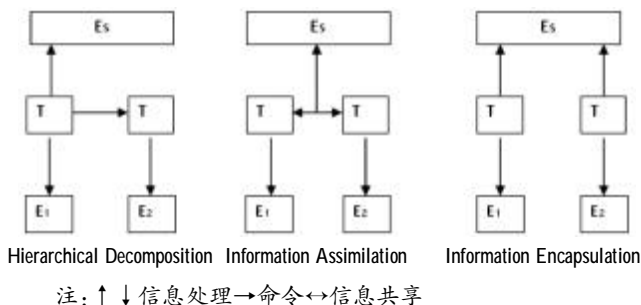 Es Es Es
T T T T T T
E1 E2 E1 E2 E1 E2
Hierarchical Decomposition Information Assimilation Information Encapsulation
注:↑↓信息处理→命令↔信息共享